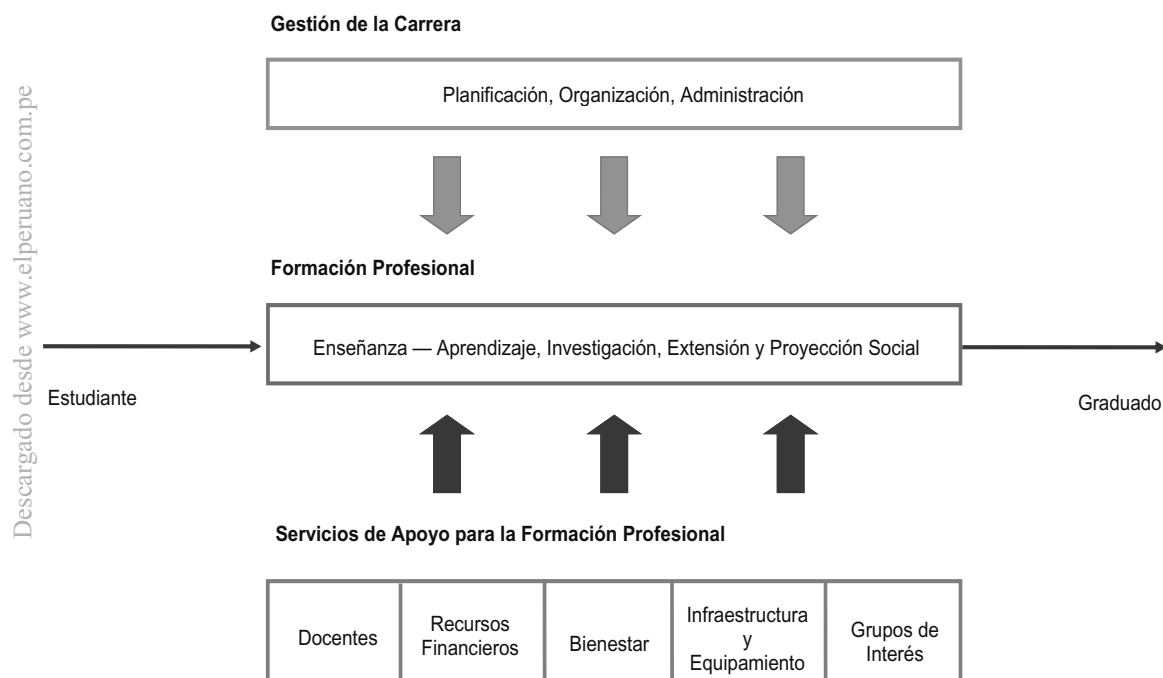 Gestión de la Carrera
Planificación, Organización, Administración
Descargado desde www.elperuano.com.pe
Formación Profesional
Enseñanza — Aprendizaje, Investigación, Extensión y Proyección Social
Estudiante
Graduado
Servicios de Apoyo para la Formación Profesional
Docentes
Recursos
Financieros
Bienestar
Infraestructura
y
Equipamiento
Grupos de
Interés